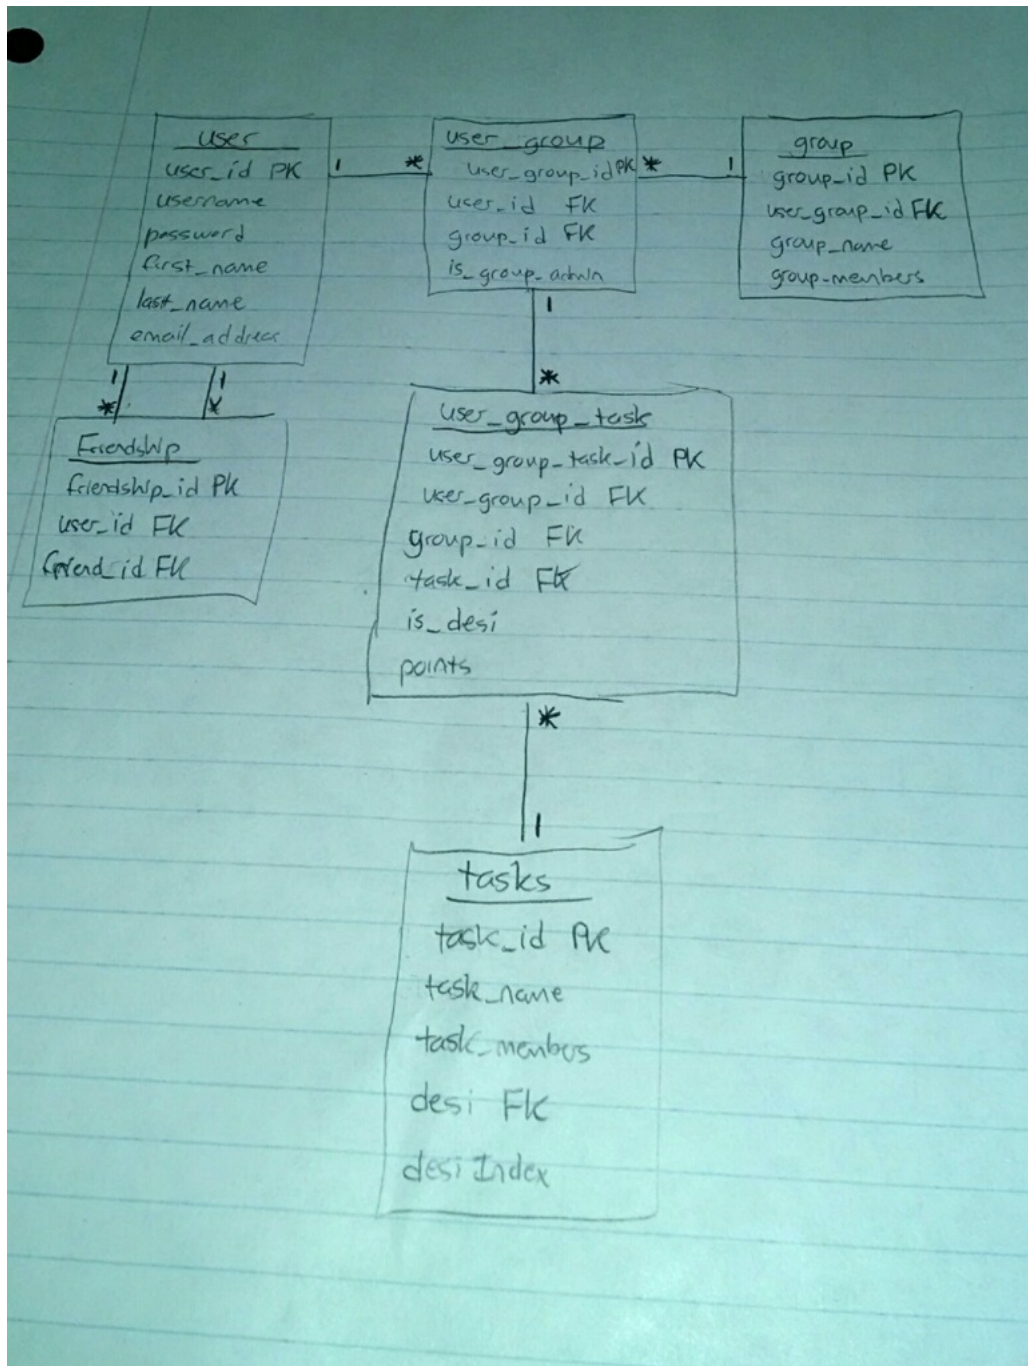 user
user_id PK
username
password
first_name
last_name
email_address
1 *
user_group
user_group_id PK
user_id FK
group_id FK
is_group_admin
* 1
group
group_id PK
user_group_id FK
group_name
group_members
1 1
* *
Friendship
friendship_id PK
user_id FK
friend_id FK
1
*
user_group_task
user_group_task_id PK
user_group_id FK
group_id FK
task_id FK
is_desi
points
*
1
tasks
task_id PK
task_name
task_members
desi FK
desi Index